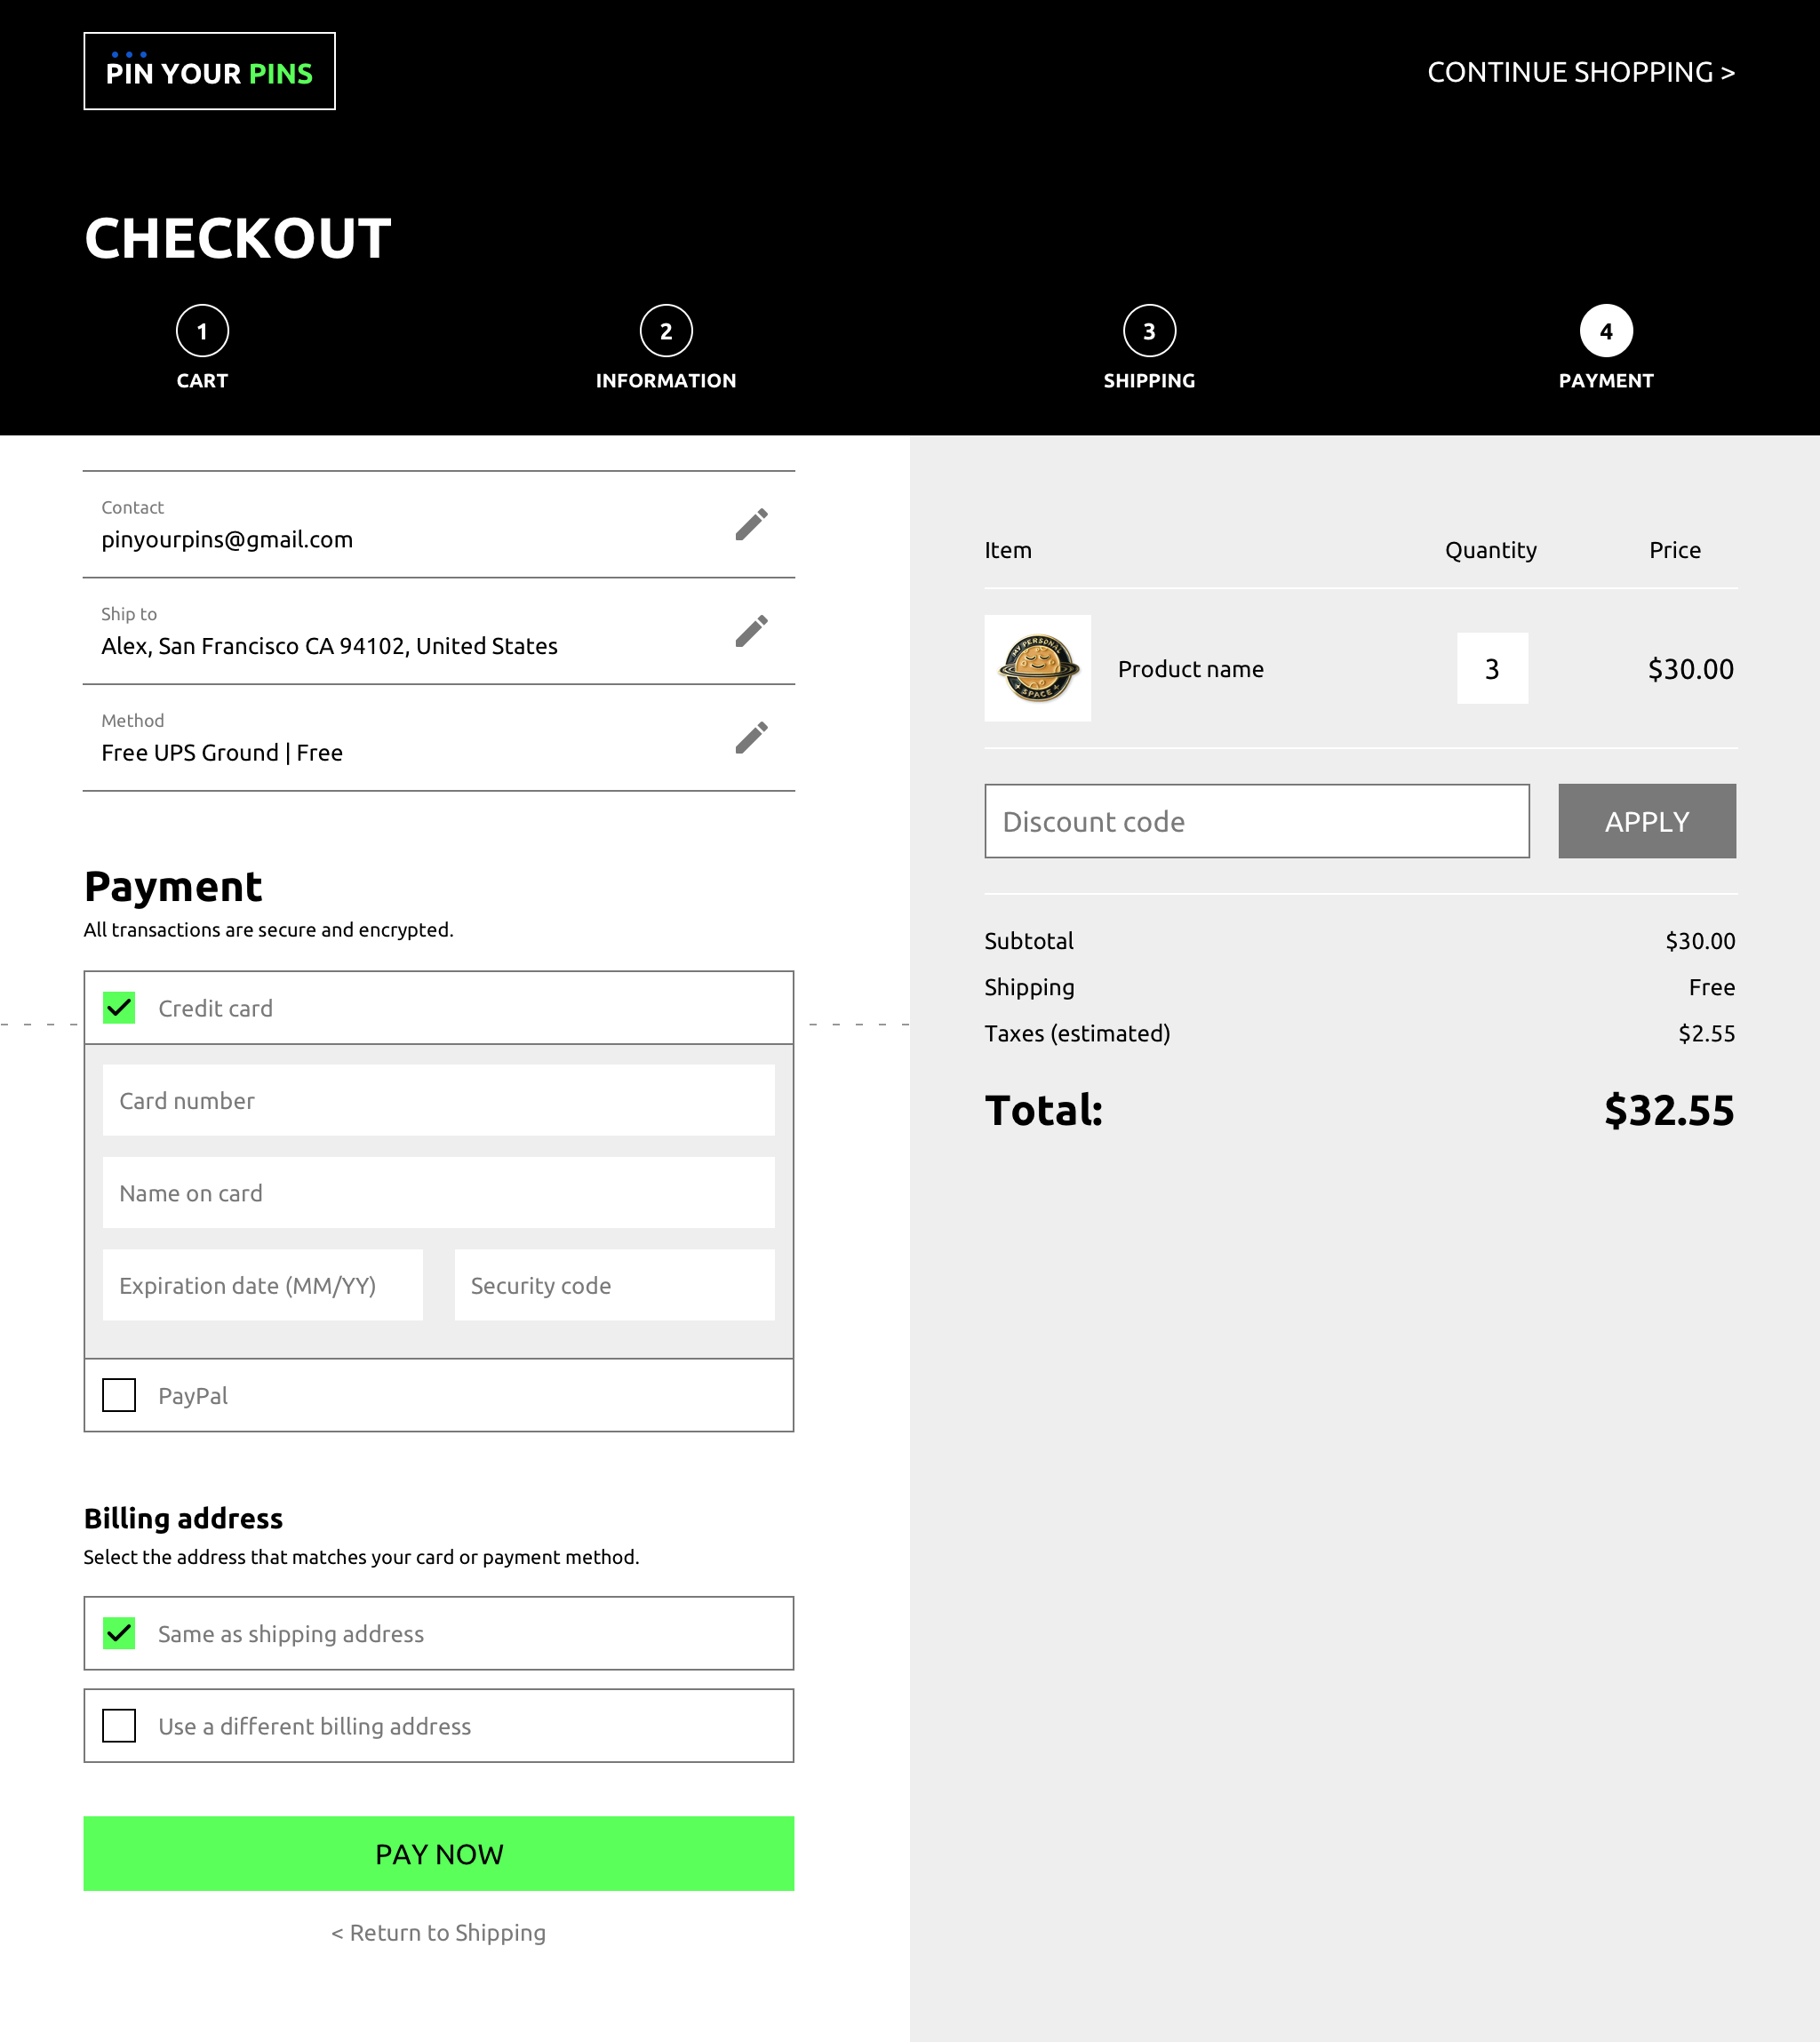 PIN YOUR PINS
CONTINUE SHOPPING >
CHECKOUT
1
CART
2
INFORMATION
3
SHIPPING
4
PAYMENT
Contact
pinyourpins@gmail.com
Ship to
Alex, San Francisco CA 94102, United States
Method
Free UPS Ground | Free
Payment
All transactions are secure and encrypted.
Credit card
Card number
Name on card
Expiration date (MM/YY)
Security code
PayPal
Billing address
Select the address that matches your card or payment method.
Same as shipping address
Use a different billing address
PAY NOW
< Return to Shipping
Item Quantity Price
MY PERSONAL
SPACE
Product name 3 $30.00
Discount code
APPLY
Subtotal $30.00
Shipping Free
Taxes (estimated) $2.55
Total: $32.55